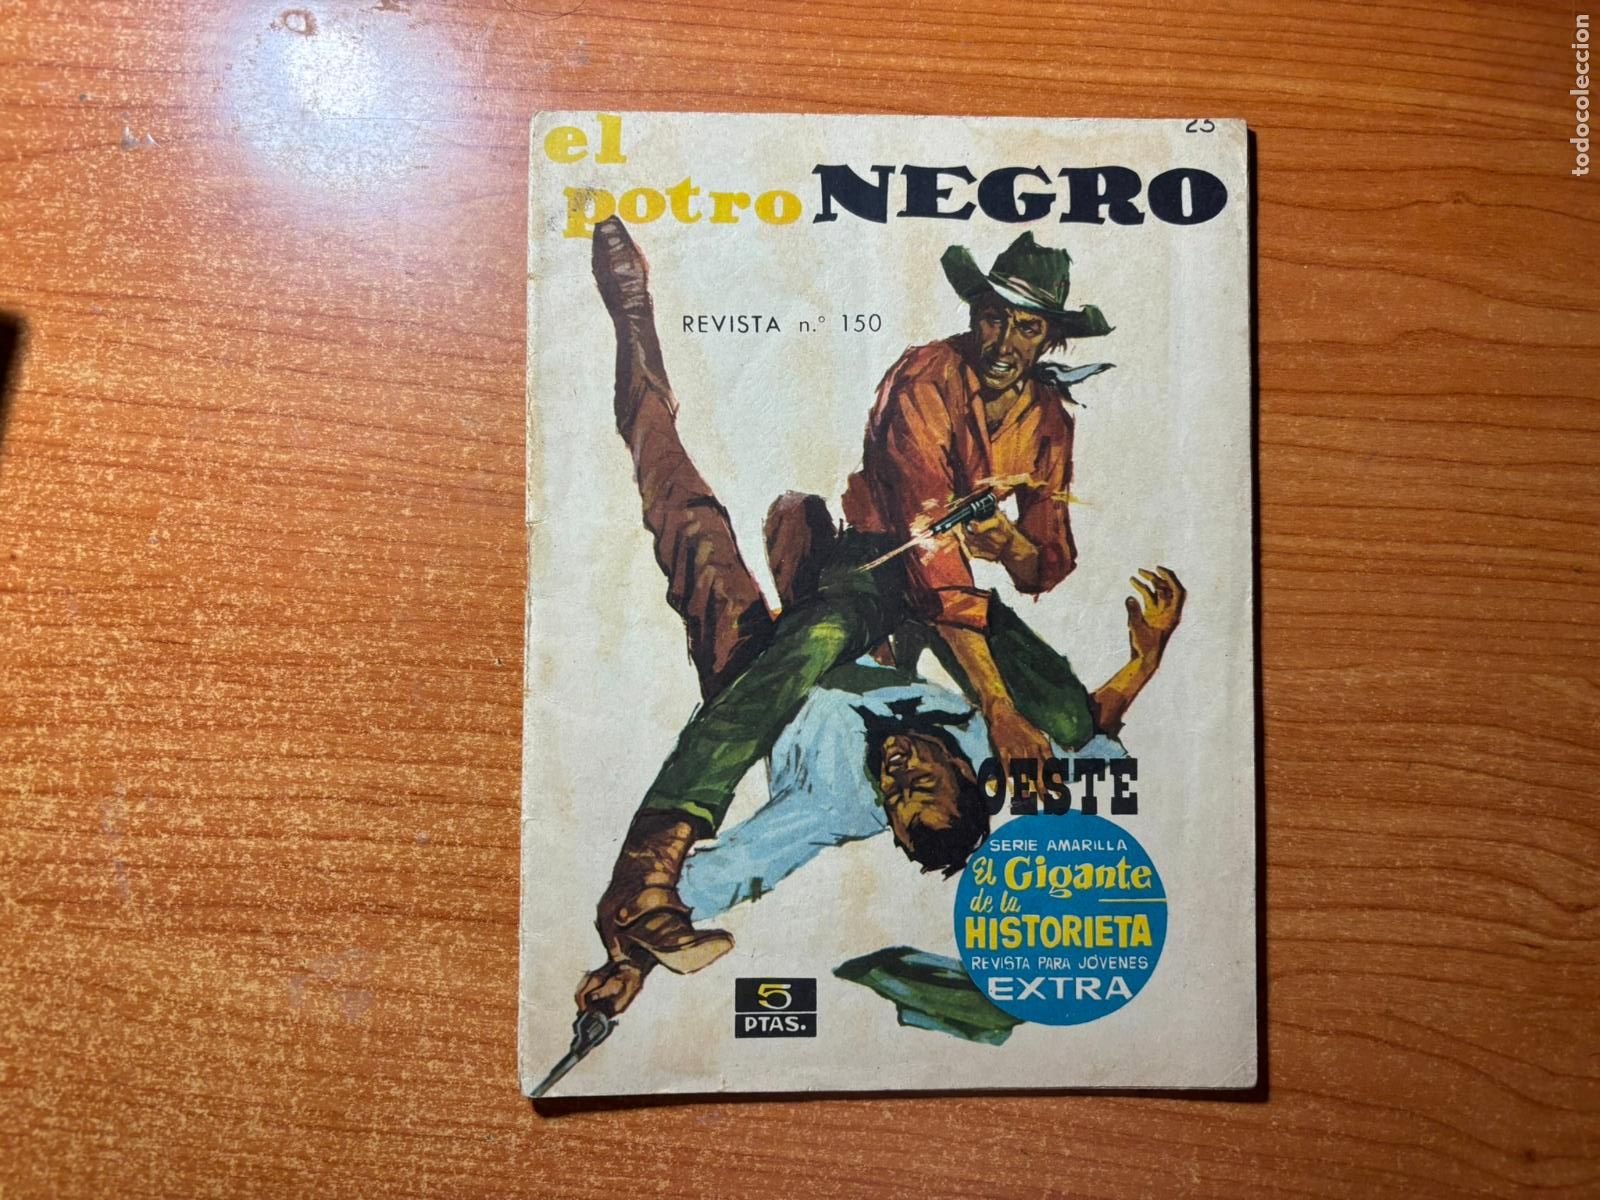 el
potro NEGRO
REVISTA n.º 150
OESTE
SERIE AMARILLA
El Gigante
de la
HISTORIETA
REVISTA PARA JÓVENES
EXTRA
5
PTAS.
todocoleccion